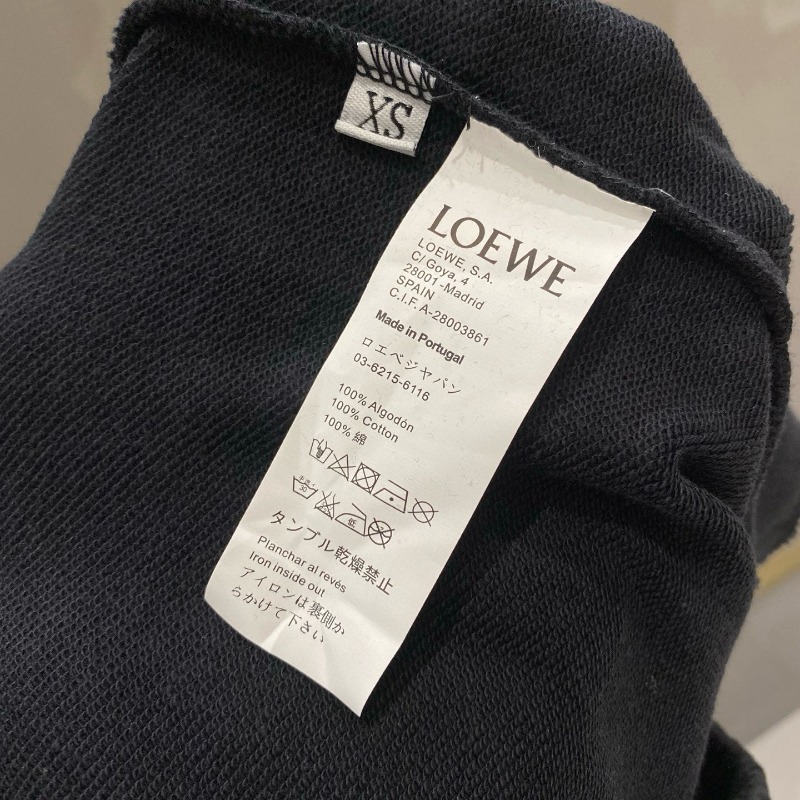 XS
LOEWE
LOEWE, S.A.
C/ Goya, 4
28001 -Madrid
SPAIN
C.I.F. A-28003861
Made in Portugal
ロエベジャパン
03-6215-6116
100% Algodón
100% Cotton
100% 綿
30
低
タンブル乾燥禁止
Planchar al revés
Iron inside out
アイロンは裏側か
らかけて下さい